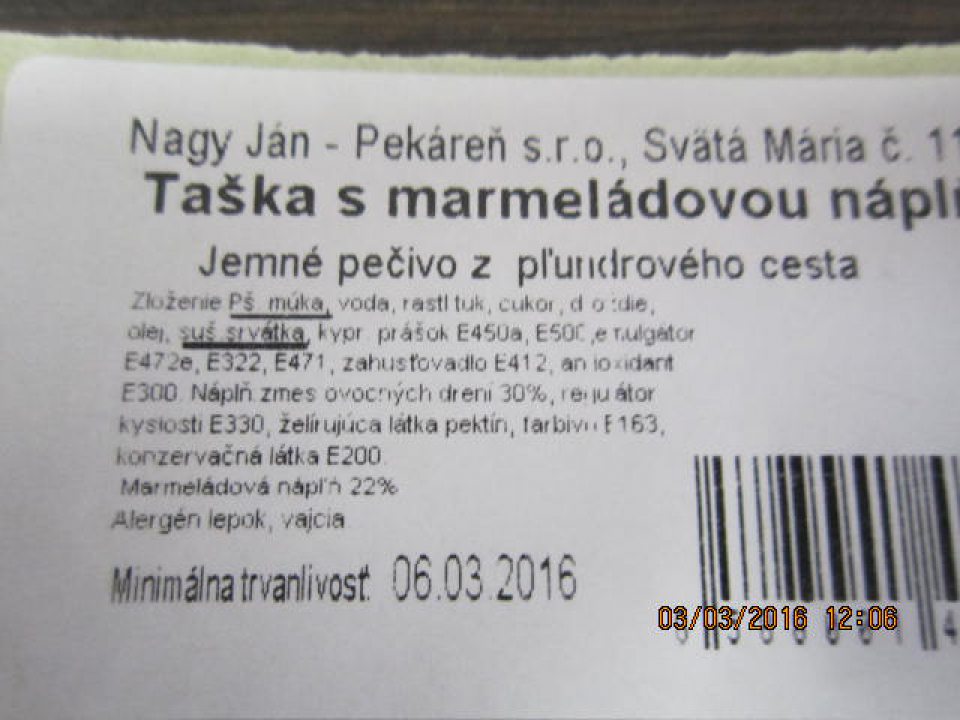 Nagy Ján - Pekáreň s.r.o., Svätá Mária č. 11
Taška s marmeládovou
Jemné pečivo z pľundrového cesta
Zloženie Pš múka, voda, rastl tuk, cukor,
olej, suš srvátka, kypr. prášok E450a,
E472e, E322, E471, zahusťovadlo E412,
E300. Náplň zmes ovocných drení 30%,
kyslosti E330, želírujúca látka pektín, farbivo E163,
konzervačná látka E200.
Marmeládová náplň 22%
Alergén lepok, vajcia
Minimálna trvanlivosť: 06.03.2016
03/03/2016 12:06